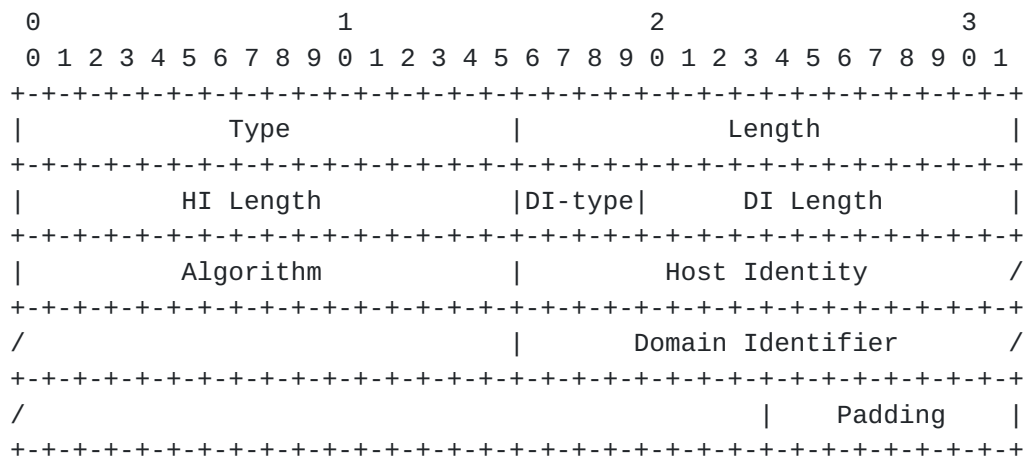 0                   1                   2                   3
 0 1 2 3 4 5 6 7 8 9 0 1 2 3 4 5 6 7 8 9 0 1 2 3 4 5 6 7 8 9 0 1
+-+-+-+-+-+-+-+-+-+-+-+-+-+-+-+-+-+-+-+-+-+-+-+-+-+-+-+-+-+-+-+-+
|             Type              |             Length            |
+-+-+-+-+-+-+-+-+-+-+-+-+-+-+-+-+-+-+-+-+-+-+-+-+-+-+-+-+-+-+-+-+
|          HI Length            |DI-type|      DI Length        |
+-+-+-+-+-+-+-+-+-+-+-+-+-+-+-+-+-+-+-+-+-+-+-+-+-+-+-+-+-+-+-+-+
|          Algorithm            |         Host Identity         /
+-+-+-+-+-+-+-+-+-+-+-+-+-+-+-+-+-+-+-+-+-+-+-+-+-+-+-+-+-+-+-+-+
/                               |       Domain Identifier       /
+-+-+-+-+-+-+-+-+-+-+-+-+-+-+-+-+-+-+-+-+-+-+-+-+-+-+-+-+-+-+-+-+
/                                               |    Padding    |
+-+-+-+-+-+-+-+-+-+-+-+-+-+-+-+-+-+-+-+-+-+-+-+-+-+-+-+-+-+-+-+-+